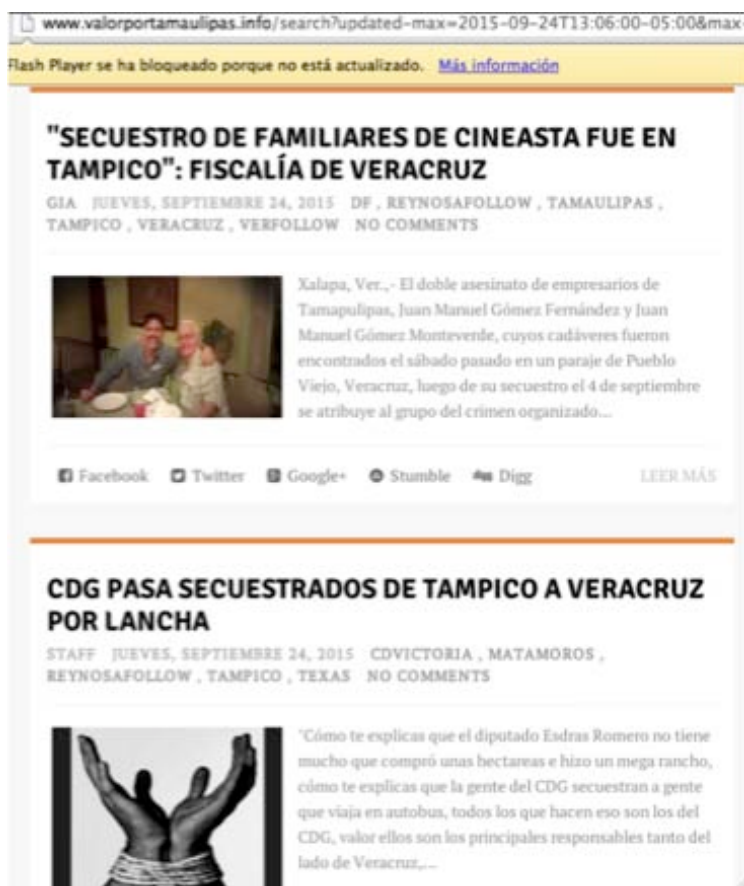 www.valorportamaulipas.info/search?updated-max=2015-09-24T13:06:00-05:00&max-
Flash Player se ha bloqueado porque no está actualizado. Más información
"SECUESTRO DE FAMILIARES DE CINEASTA FUE EN
TAMPICO": FISCALÍA DE VERACRUZ
GIA JUEVES, SEPTIEMBRE 24, 2015 DF , REYNOSAFOLLOW , TAMAULIPAS ,
TAMPICO , VERACRUZ , VERFOLLOW NO COMMENTS
Xalapa, Ver.,- El doble asesinato de empresarios de
Tamapulipas, Juan Manuel Gómez Fernández y Juan
Manuel Gómez Monteverde, cuyos cadáveres fueron
encontrados el sábado pasado en un paraje de Pueblo
Viejo, Veracruz, luego de su secuestro el 4 de septiembre
se atribuye al grupo del crimen organizado...
Facebook Twitter Google+ Stumble Digg LEER MÁS
CDG PASA SECUESTRADOS DE TAMPICO A VERACRUZ
POR LANCHA
STAFF JUEVES, SEPTIEMBRE 24, 2015 CDVICTORIA , MATAMOROS ,
REYNOSAFOLLOW , TAMPICO , TEXAS NO COMMENTS
"Cómo te explicas que el diputado Esdras Romero no tiene
mucho que compró unas hectareas e hizo un mega rancho,
cómo te explicas que la gente del CDG secuestran a gente
que viaja en autobus, todos los que hacen eso son los del
CDG, valor ellos son los principales responsables tanto del
lado de Veracruz,...